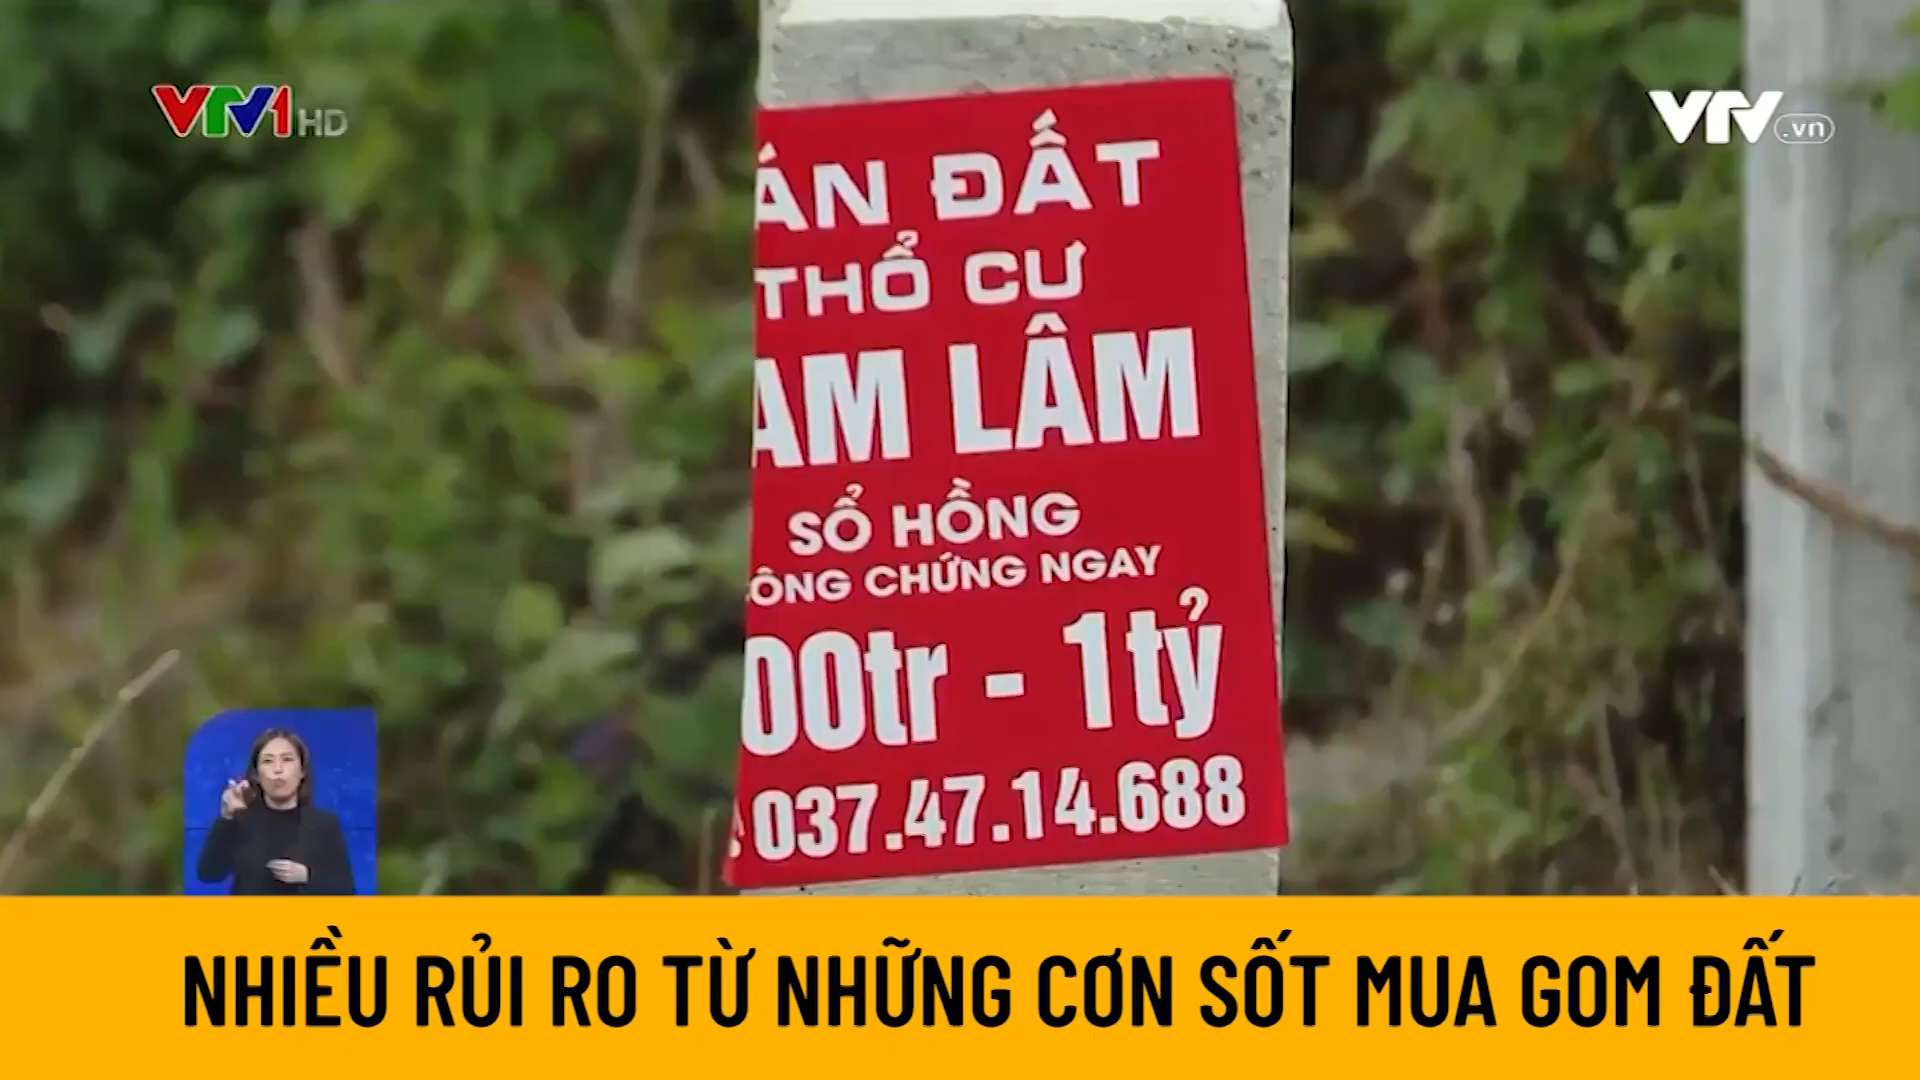 VTV1 HD
VTV.vn
ÁN ĐẤT
THỔ CƯ
AM LÂM
SỔ HỒNG
ÔNG CHỨNG NGAY
00tr - 1tỷ
037.47.14.688
NHIỀU RỦI RO TỪ NHỮNG CƠN SỐT MUA GOM ĐẤT